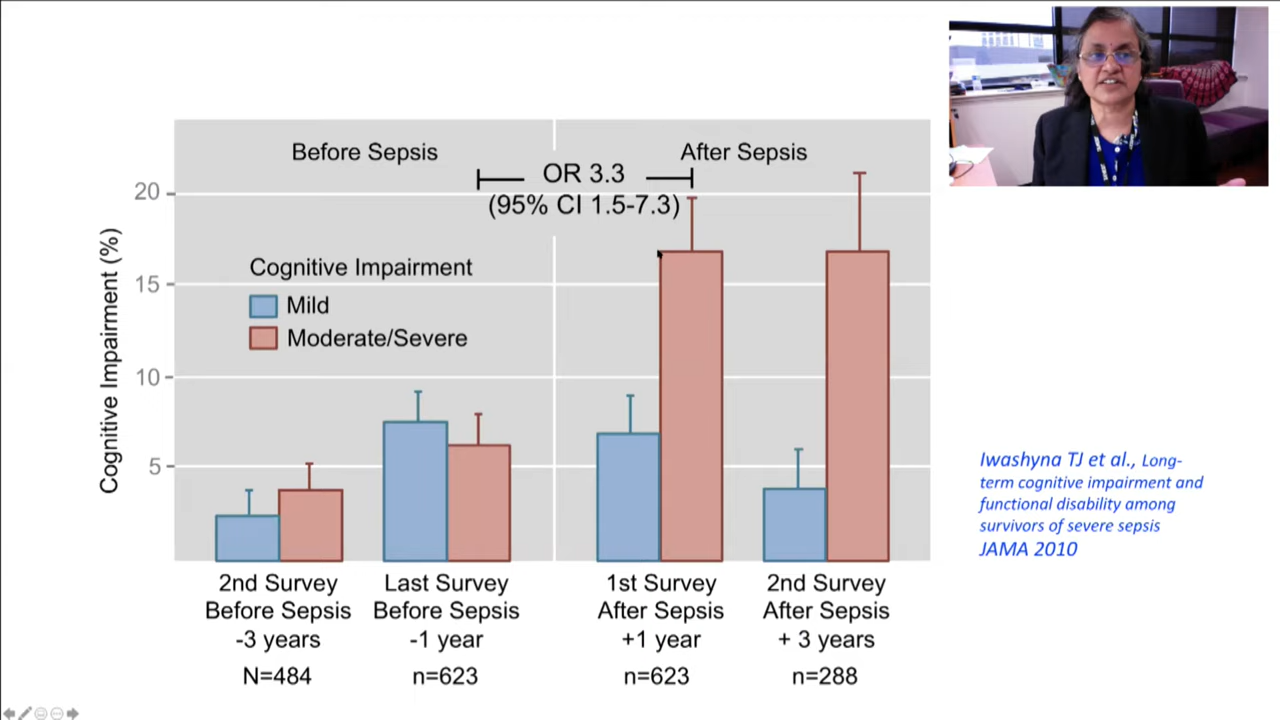 Before Sepsis
After Sepsis
OR 3.3
(95% CI 1.5-7.3)
Cognitive Impairment (%)
20
15
10
5
Cognitive Impairment
Mild
Moderate/Severe
2nd Survey
Before Sepsis
-3 years
N=484
Last Survey
Before Sepsis
-1 year
n=623
1st Survey
After Sepsis
+1 year
n=623
2nd Survey
After Sepsis
+ 3 years
n=288
Iwashyna TJ et al., Long-
term cognitive impairment and
functional disability among
survivors of severe sepsis
JAMA 2010